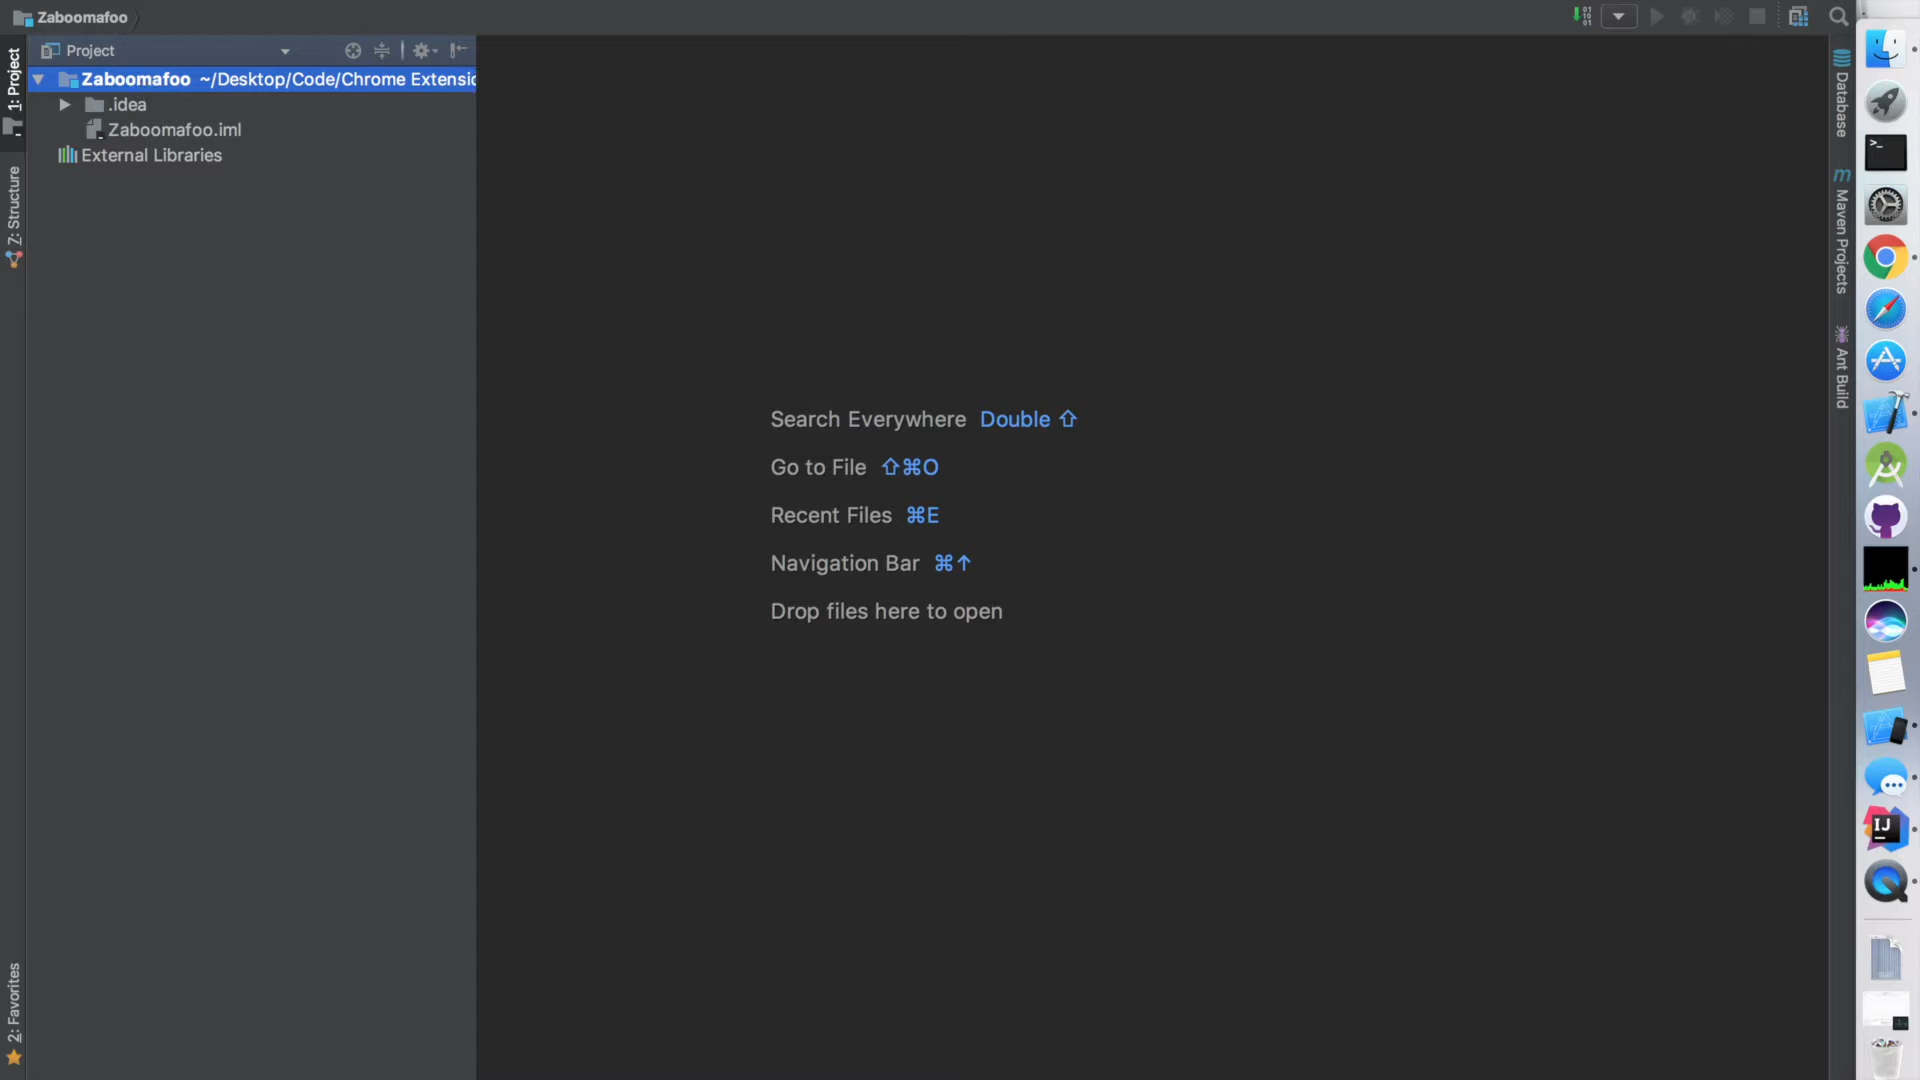 Zaboomafoo
Project
Zaboomafoo ~/Desktop/Code/Chrome Extensio
.idea
Zaboomafoo.iml
External Libraries
1: Project
Z: Structure
2: Favorites
Search Everywhere Double ⇧
Go to File ⇧⌘O
Recent Files ⌘E
Navigation Bar ⌘↑
Drop files here to open
Database
m
Maven Projects
Ant Build
>_
IJ